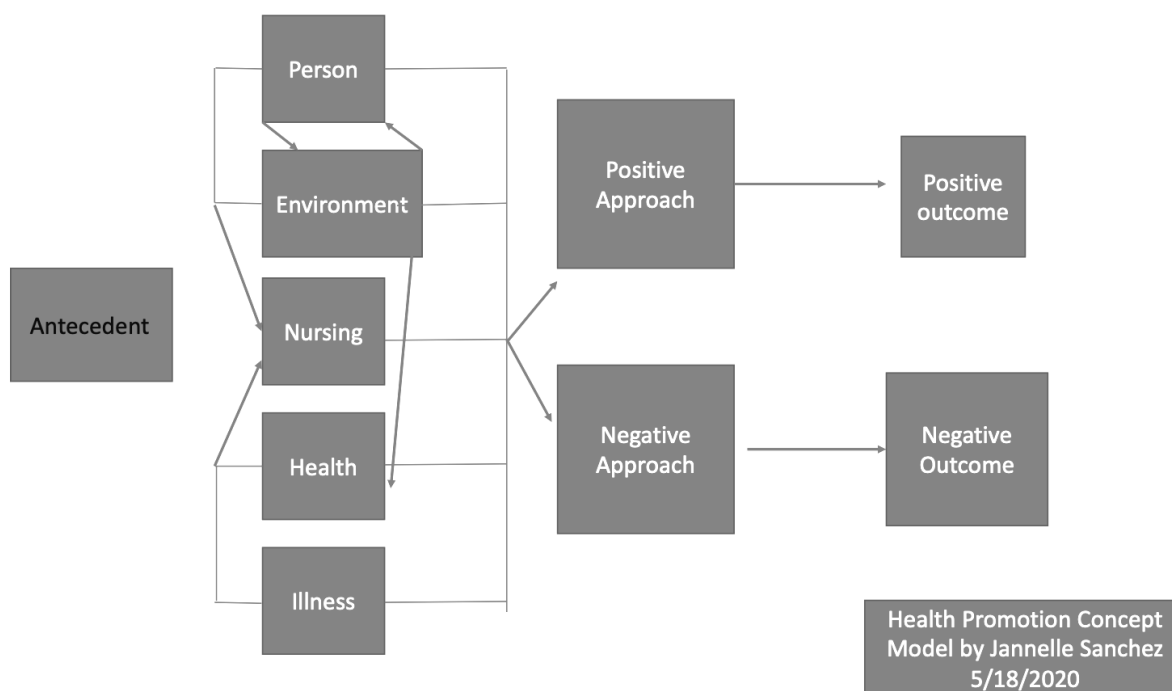 Person
Environment
Antecedent
Nursing
Health
Illness
Positive
Approach
Negative
Approach
Positive
outcome
Negative
Outcome
Health Promotion Concept
Model by Jannelle Sanchez
5/18/2020